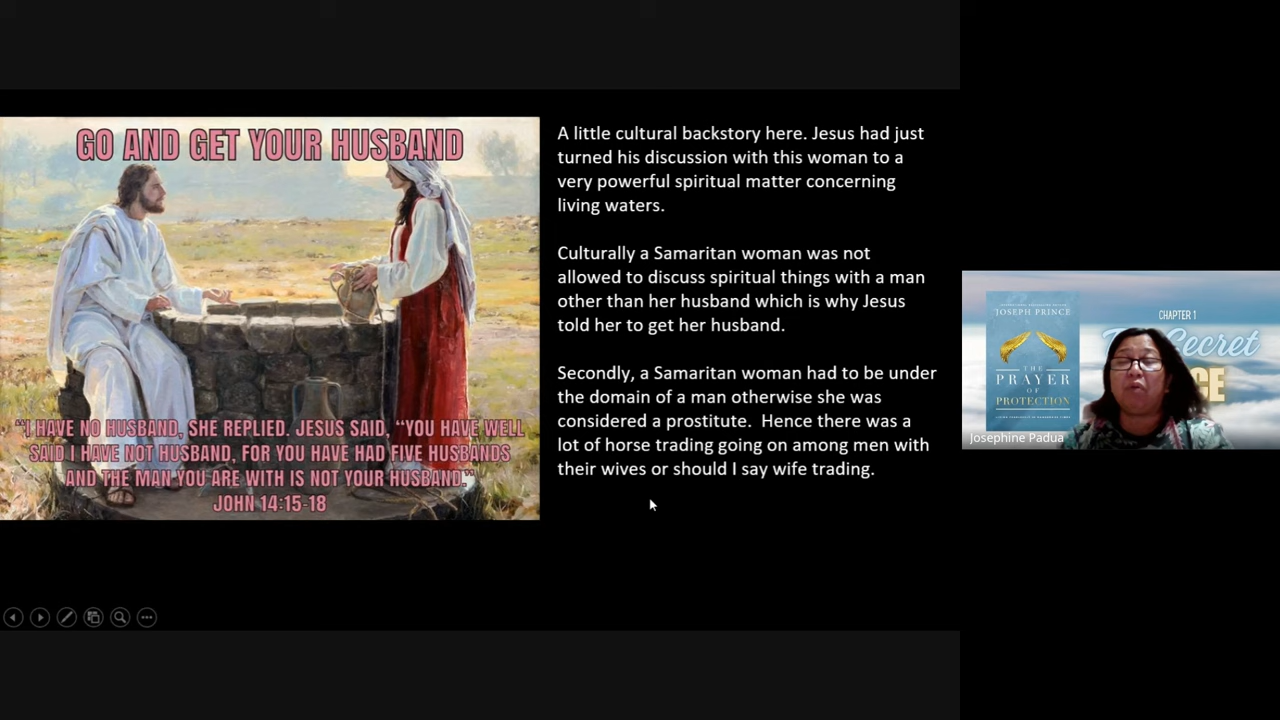 GO AND GET YOUR HUSBAND
“I HAVE NO HUSBAND, SHE REPLIED. JESUS SAID, “YOU HAVE WELL
SAID I HAVE NOT HUSBAND, FOR YOU HAVE HAD FIVE HUSBANDS
AND THE MAN YOU ARE WITH IS NOT YOUR HUSBAND.”
JOHN 14:15-18
A little cultural backstory here. Jesus had just
turned his discussion with this woman to a
very powerful spiritual matter concerning
living waters.
Culturally a Samaritan woman was not
allowed to discuss spiritual things with a man
other than her husband which is why Jesus
told her to get her husband.
Secondly, a Samaritan woman had to be under
the domain of a man otherwise she was
considered a prostitute.  Hence there was a
lot of horse trading going on among men with
their wives or should I say wife trading.
JOSEPH PRINCE
THE
PRAYER
OF
PROTECTION
CHAPTER 1
Secret
Josephine Padua